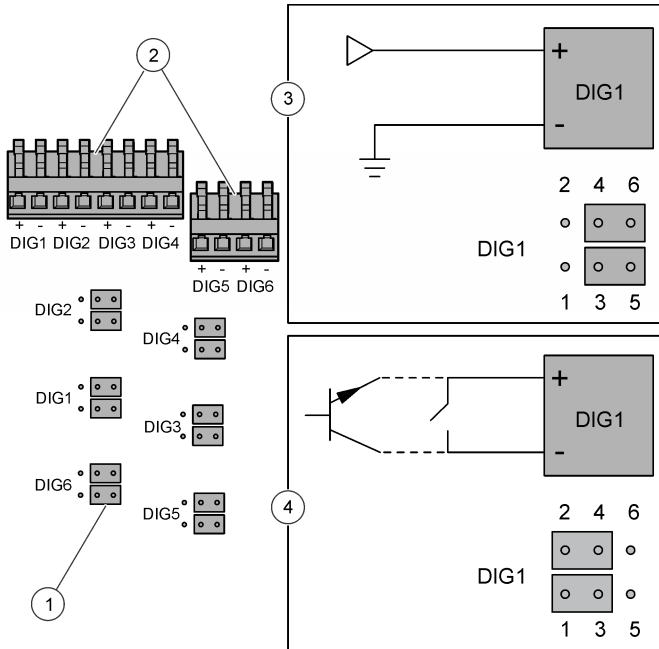 2
+ - + - + - + -
DIG1 DIG2 DIG3 DIG4
+ - + -
DIG5 DIG6
DIG2
DIG4
DIG1
DIG3
DIG6
DIG5
1
3
+
DIG1
-
2 4 6
DIG1
1 3 5
4
+
DIG1
-
2 4 6
DIG1
1 3 5